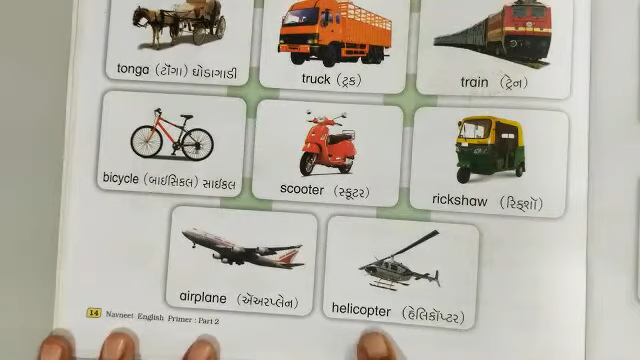 tonga (ટૉંગા) ઘોડાગાડી
truck (ટ્રક)
train (ટ્રેન)
bicycle (બાઇસિકલ) સાઇકલ
scooter (સ્કૂટર)
rickshaw (રિક્શૉ)
airplane (ઍઅરપ્લેન)
helicopter (હેલિકૉપ્ટર)
14 Navneet English Primer : Part 2